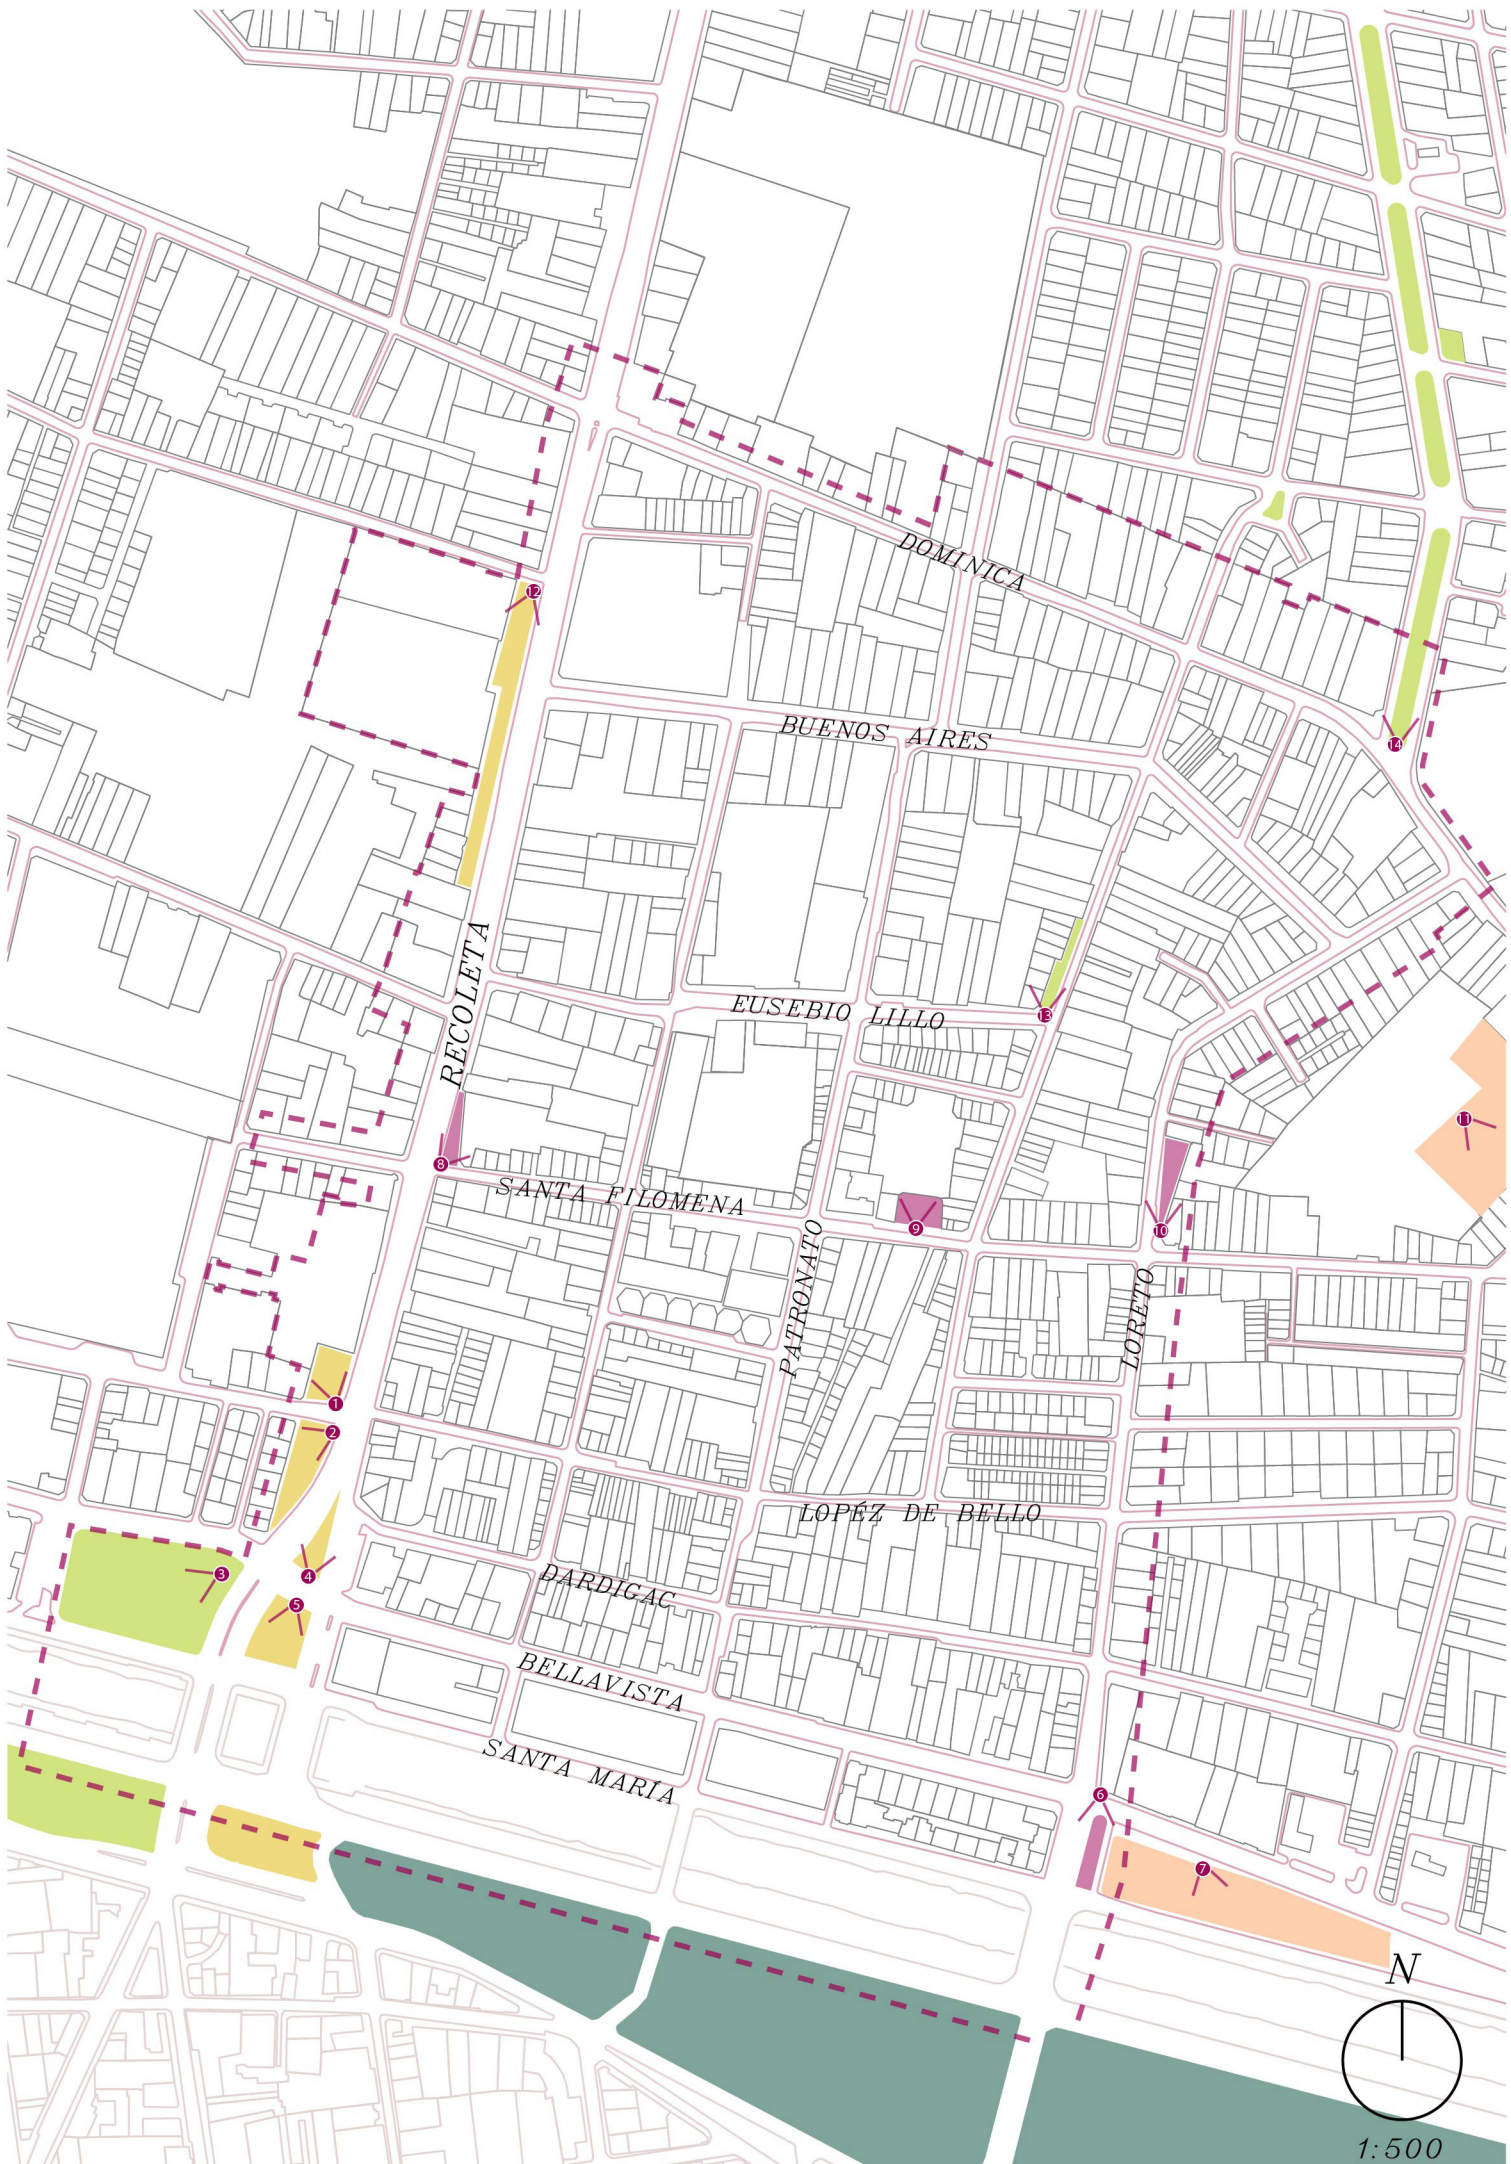 12
DOMINICA
BUENOS AIRES
14
RECOLETA
EUSEBIO LILLO
13
11
8
SANTA FILOMENA
9
10
PATRONATO
LORETO
1
2
LOPÉZ DE BELLO
3
4
DARDIGAC
5
BELLAVISTA
SANTA MARÍA
6
7
N
1:500